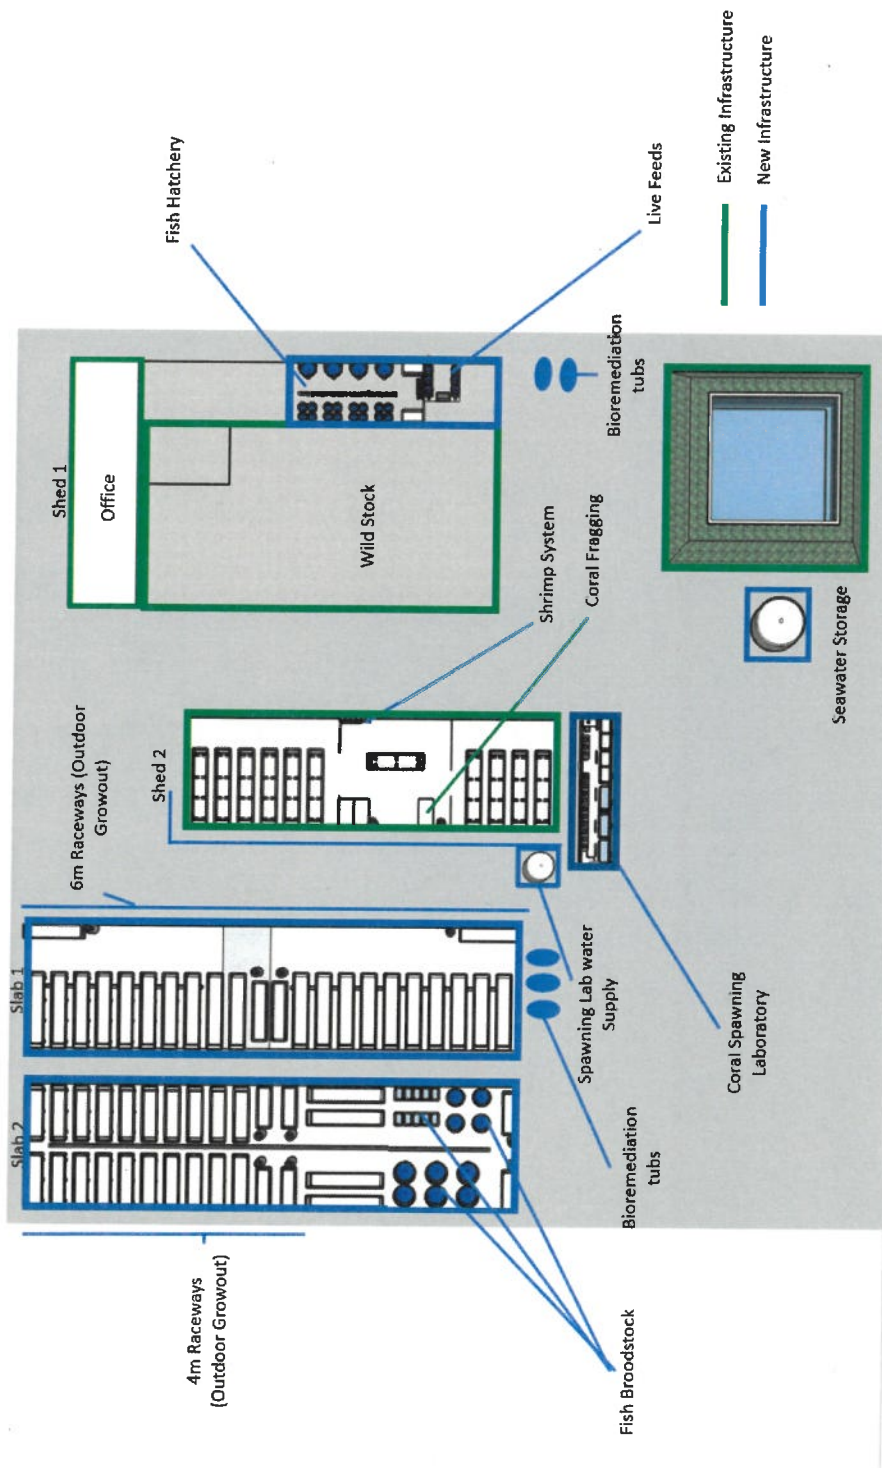 4m Raceways
(Outdoor Growout)
Slab 2
Slab 1
6m Raceways (Outdoor
Growout)
Shed 2
Shed 1
Office
Wild Stock
Fish Hatchery
Live Feeds
Shrimp System
Coral Fragging
Bioremediation
tubs
Fish Broodstock
Bioremediation
tubs
Spawning Lab water
Supply
Coral Spawning
Laboratory
Seawater Storage
Existing Infrastructure
New Infrastructure